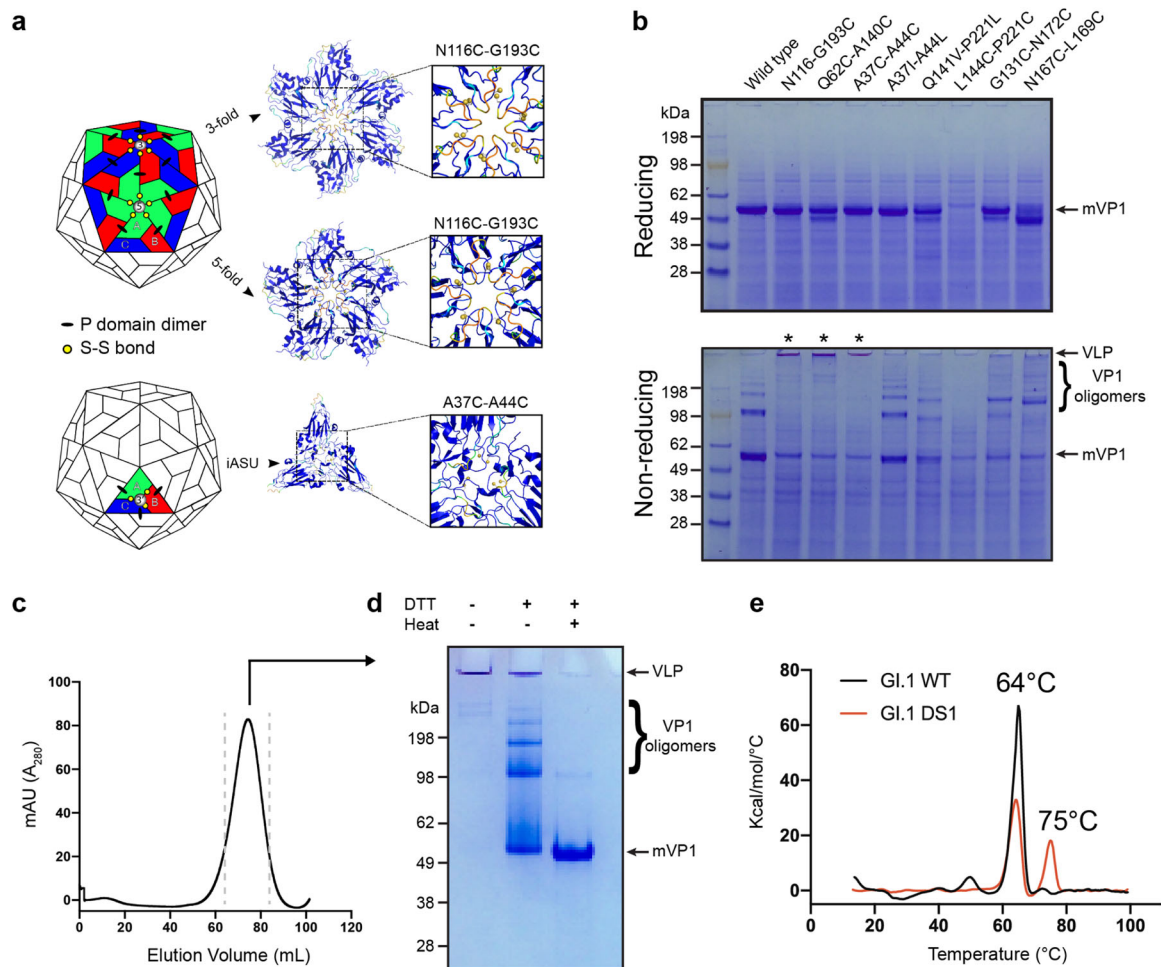 a
3-fold
N116C-G193C
3
5
A
C
B
5-fold
N116C-G193C
P domain dimer
S-S bond
A37C-A44C
iASU
A
3
C
B
b
Wild type
N116-G193C
Q62C-A140C
A37C-A44C
A37I-A44L
Q141V-P221L
L144C-P221C
G131C-N172C
N167C-L169C
Reducing
kDa
198
98
62
49
38
28
mVP1
Non-reducing
* * *
198
98
62
49
38
28
VLP
VP1
oligomers
mVP1
c
mAU (A280)
100
80
60
40
20
0
0 20 40 60 80 100 120
Elution Volume (mL)
d
DTT - + +
Heat - - +
kDa
198
98
62
49
38
28
VLP
VP1
oligomers
mVP1
e
Kcal/mol/°C
80
60
40
20
0
GI.1 WT
GI.1 DS1
64°C
75°C
0 20 40 60 80 100
Temperature (°C)